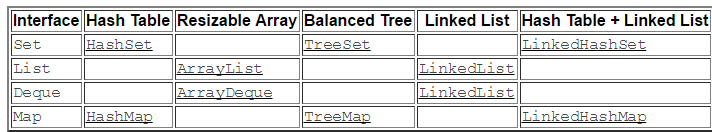 Interface Hash Table Resizable Array Balanced Tree Linked List Hash Table + Linked List
Set HashSet TreeSet LinkedHashSet
List ArrayList LinkedList
Deque ArrayDeque LinkedList
Map HashMap TreeMap LinkedHashMap